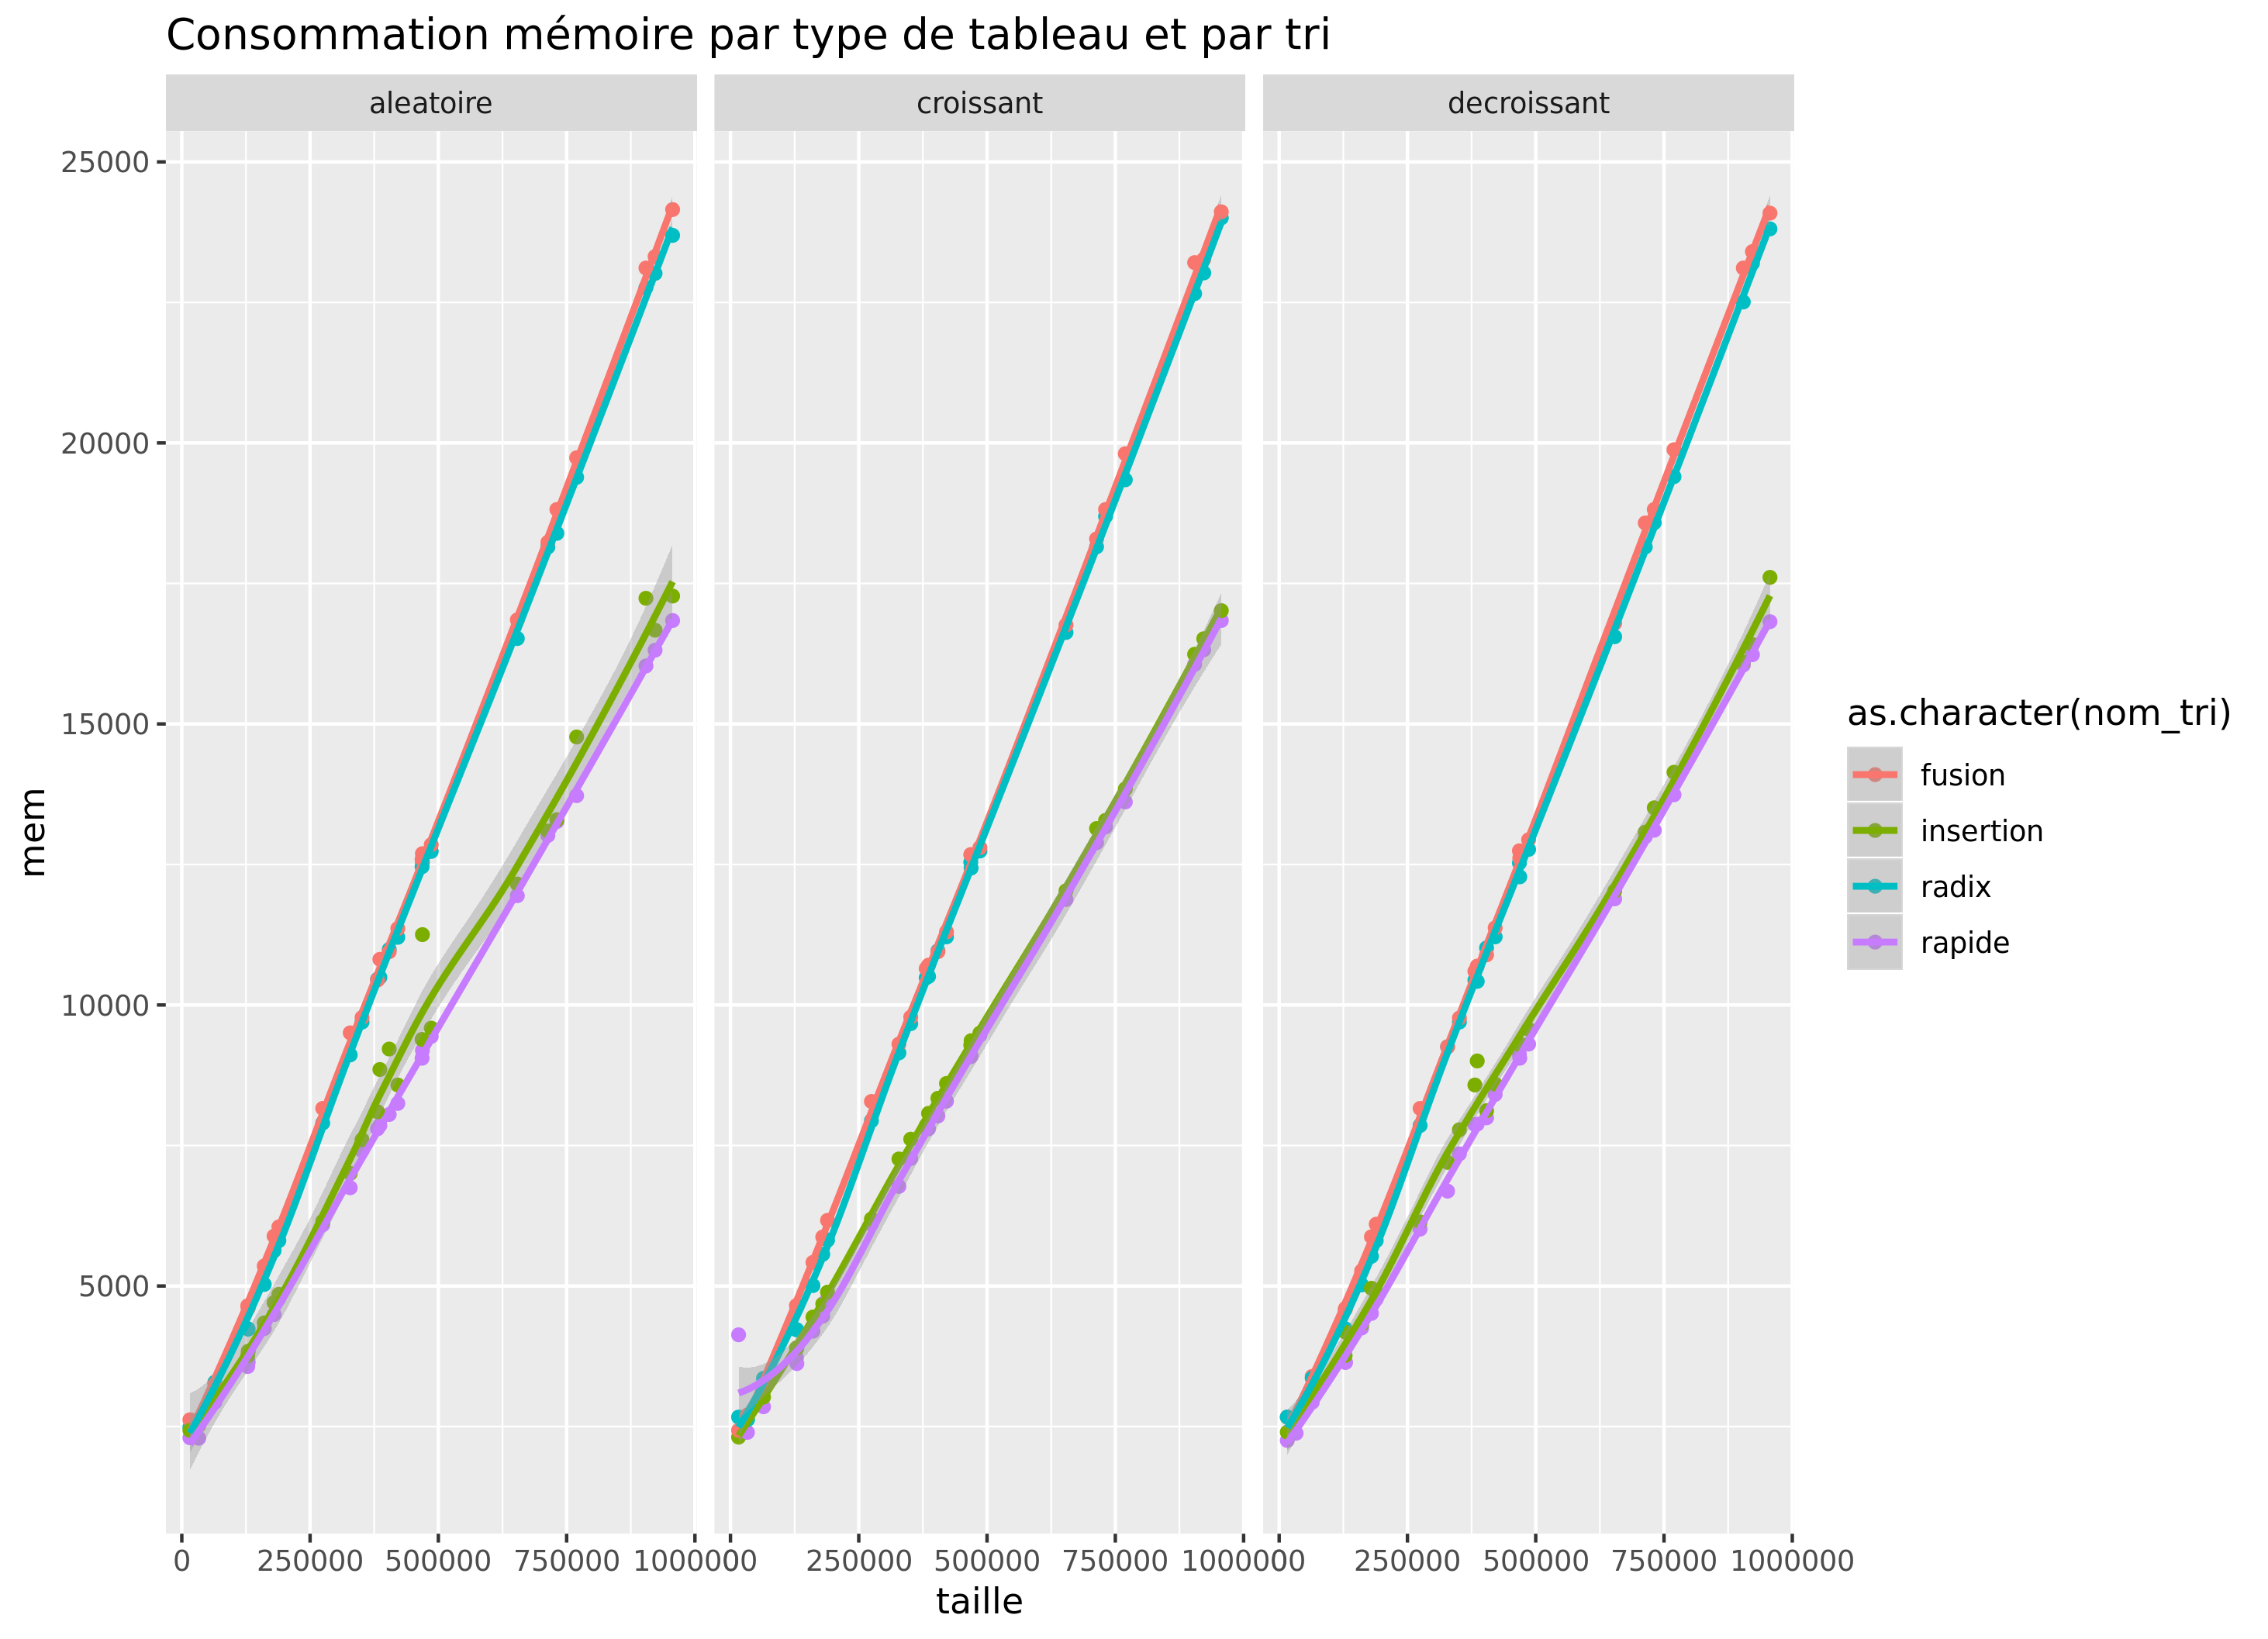 Consommation mémoire par type de tableau et par tri
aleatoire croissant decroissant
25000
20000
15000
10000
5000
mem
0 250000 500000 750000 1000000
0 250000 500000 750000 1000000
0 250000 500000 750000 1000000
taille
as.character(nom_tri)
fusion
insertion
radix
rapide